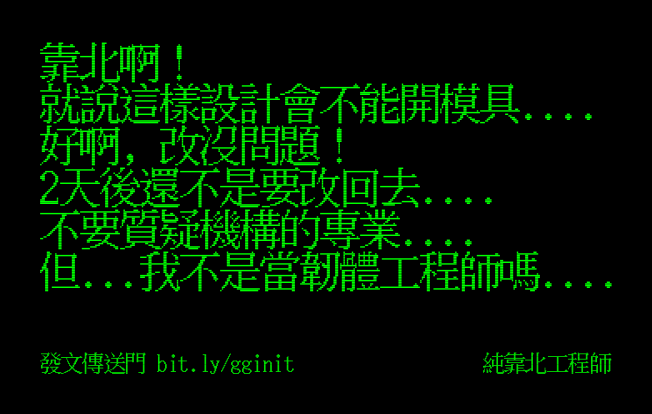 靠北啊！
就說這樣設計會不能開模具....
好啊, 改沒問題！
2天後還不是要改回去....
不要質疑機構的專業....
但...我不是當韌體工程師嗎....
發文傳送門 bit.ly/gginit
純靠北工程師